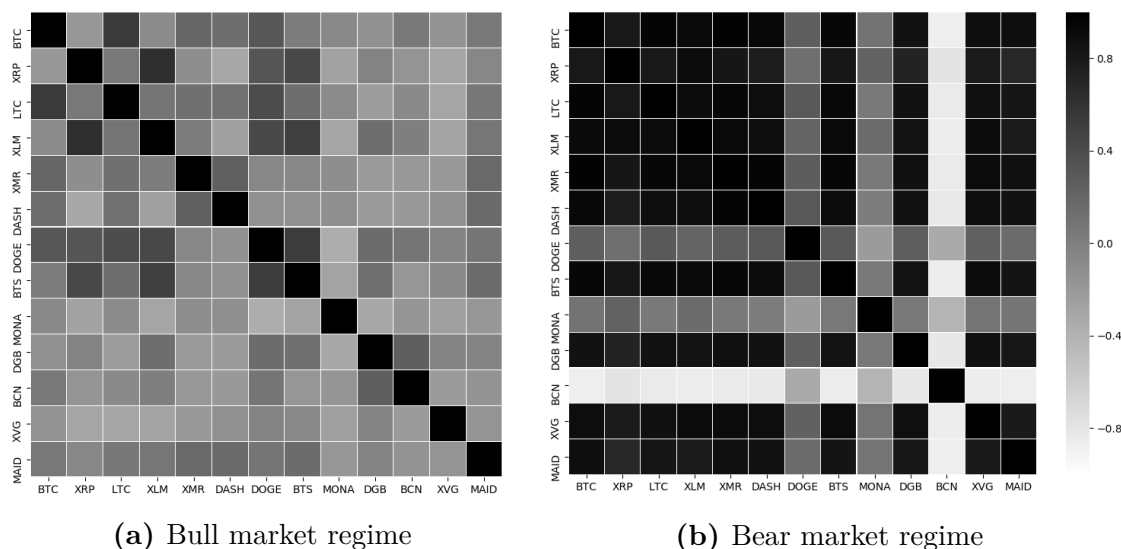 BTC
XRP
LTC
XLM
XMR
DASH
DOGE
BTS
MONA
DGB
BCN
XVG
MAID
BTC XRP LTC XLM XMR DASH DOGE BTS MONA DGB BCN XVG MAID
(a) Bull market regime
BTC
XRP
LTC
XLM
XMR
DASH
DOGE
BTS
MONA
DGB
BCN
XVG
MAID
BTC XRP LTC XLM XMR DASH DOGE BTS MONA DGB BCN XVG MAID
0.8
0.4
0.0
−0.4
−0.8
(b) Bear market regime